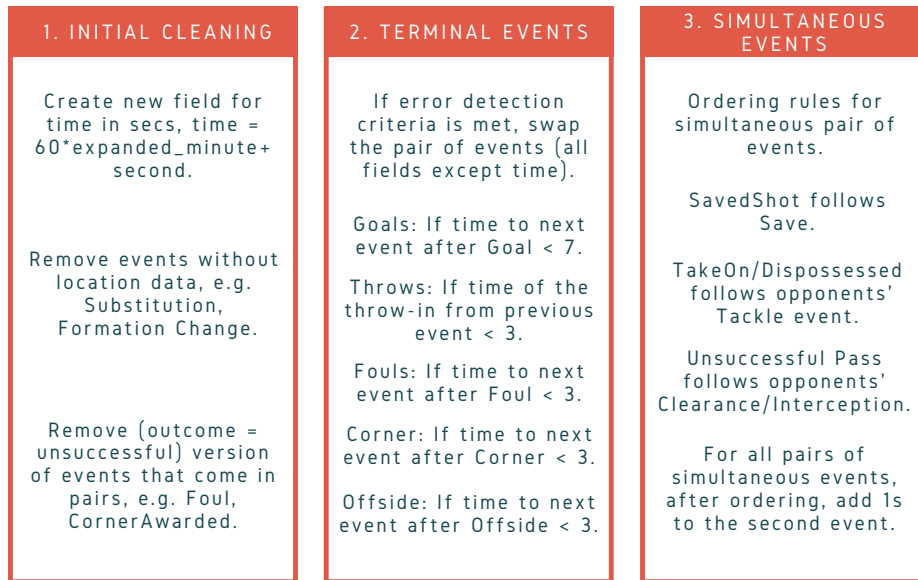 1. INITIAL CLEANING
Create new field for
time in secs, time =
60*expanded_minute+
second.
Remove events without
location data, e.g.
Substitution,
Formation Change.
Remove (outcome =
unsuccessful) version
of events that come in
pairs, e.g. Foul,
CornerAwarded.
2. TERMINAL EVENTS
If error detection
criteria is met, swap
the pair of events (all
fields except time).
Goals: If time to next
event after Goal < 7.
Throws: If time of the
throw-in from previous
event < 3.
Fouls: If time to next
event after Foul < 3.
Corner: If time to next
event after Corner < 3.
Offside: If time to next
event after Offside < 3.
3. SIMULTANEOUS
EVENTS
Ordering rules for
simultaneous pair of
events.
SavedShot follows
Save.
TakeOn/Dispossessed
follows opponents'
Tackle event.
Unsuccessful Pass
follows opponents'
Clearance/Interception.
For all pairs of
simultaneous events,
after ordering, add 1s
to the second event.